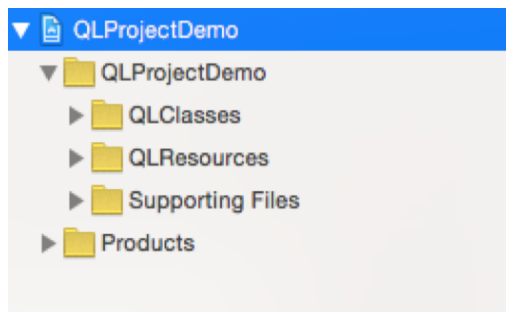 QLProjectDemo
QLProjectDemo
QLClasses
QLResources
Supporting Files
Products